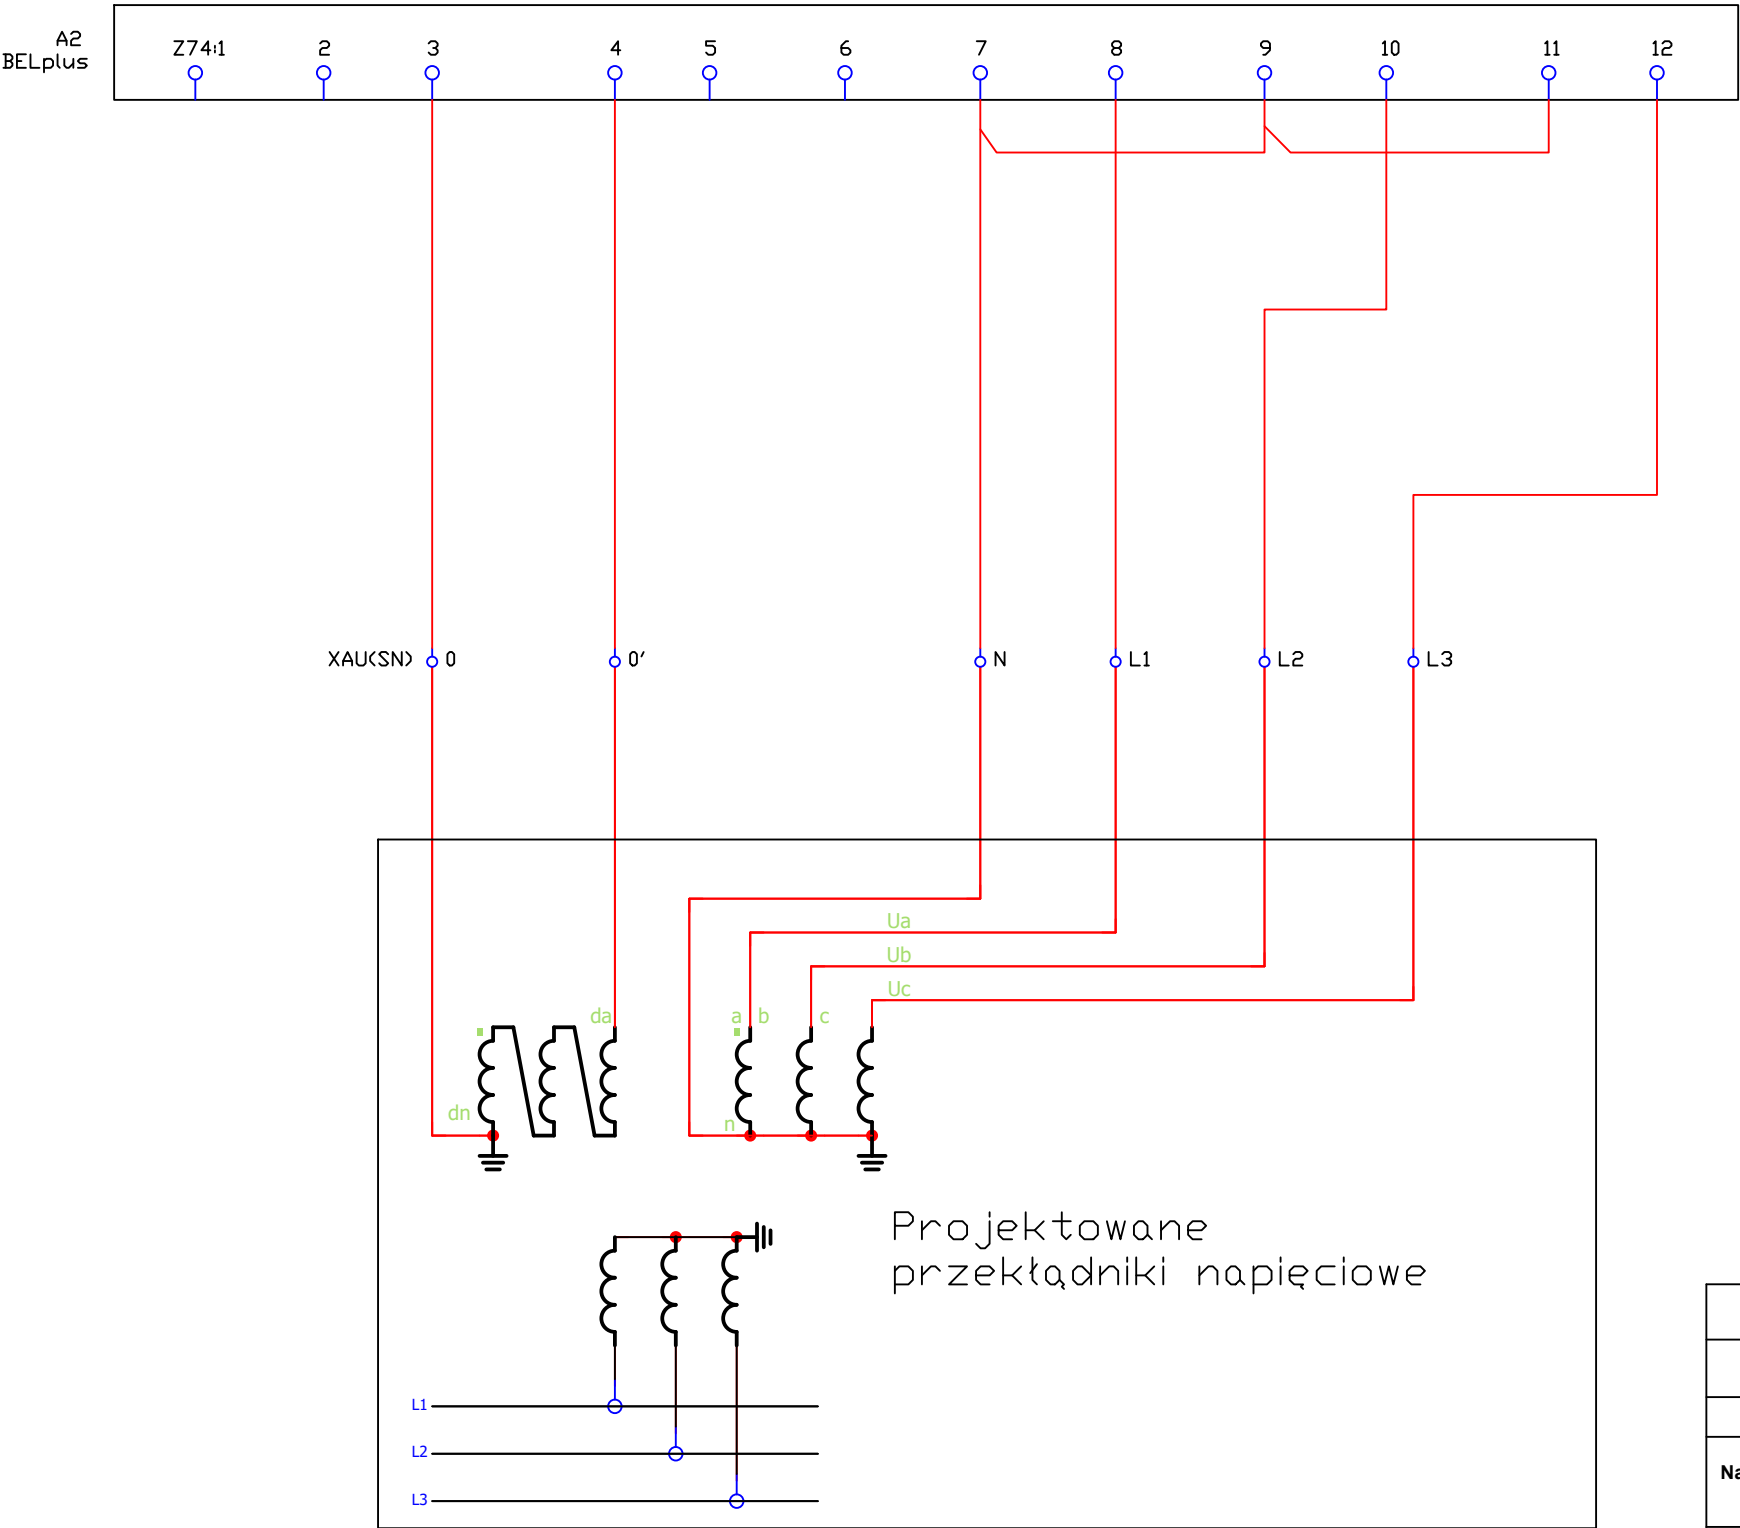 A2
BELplus
Z74:1 2 3 4 5 6 7 8 9 10 11 12
XAU(SN) 0 0' N L1 L2 L3
Ua
Ub
Uc
da a b c
dn n
Projektowane
przekłądniki napięciowe
L1
L2
L3